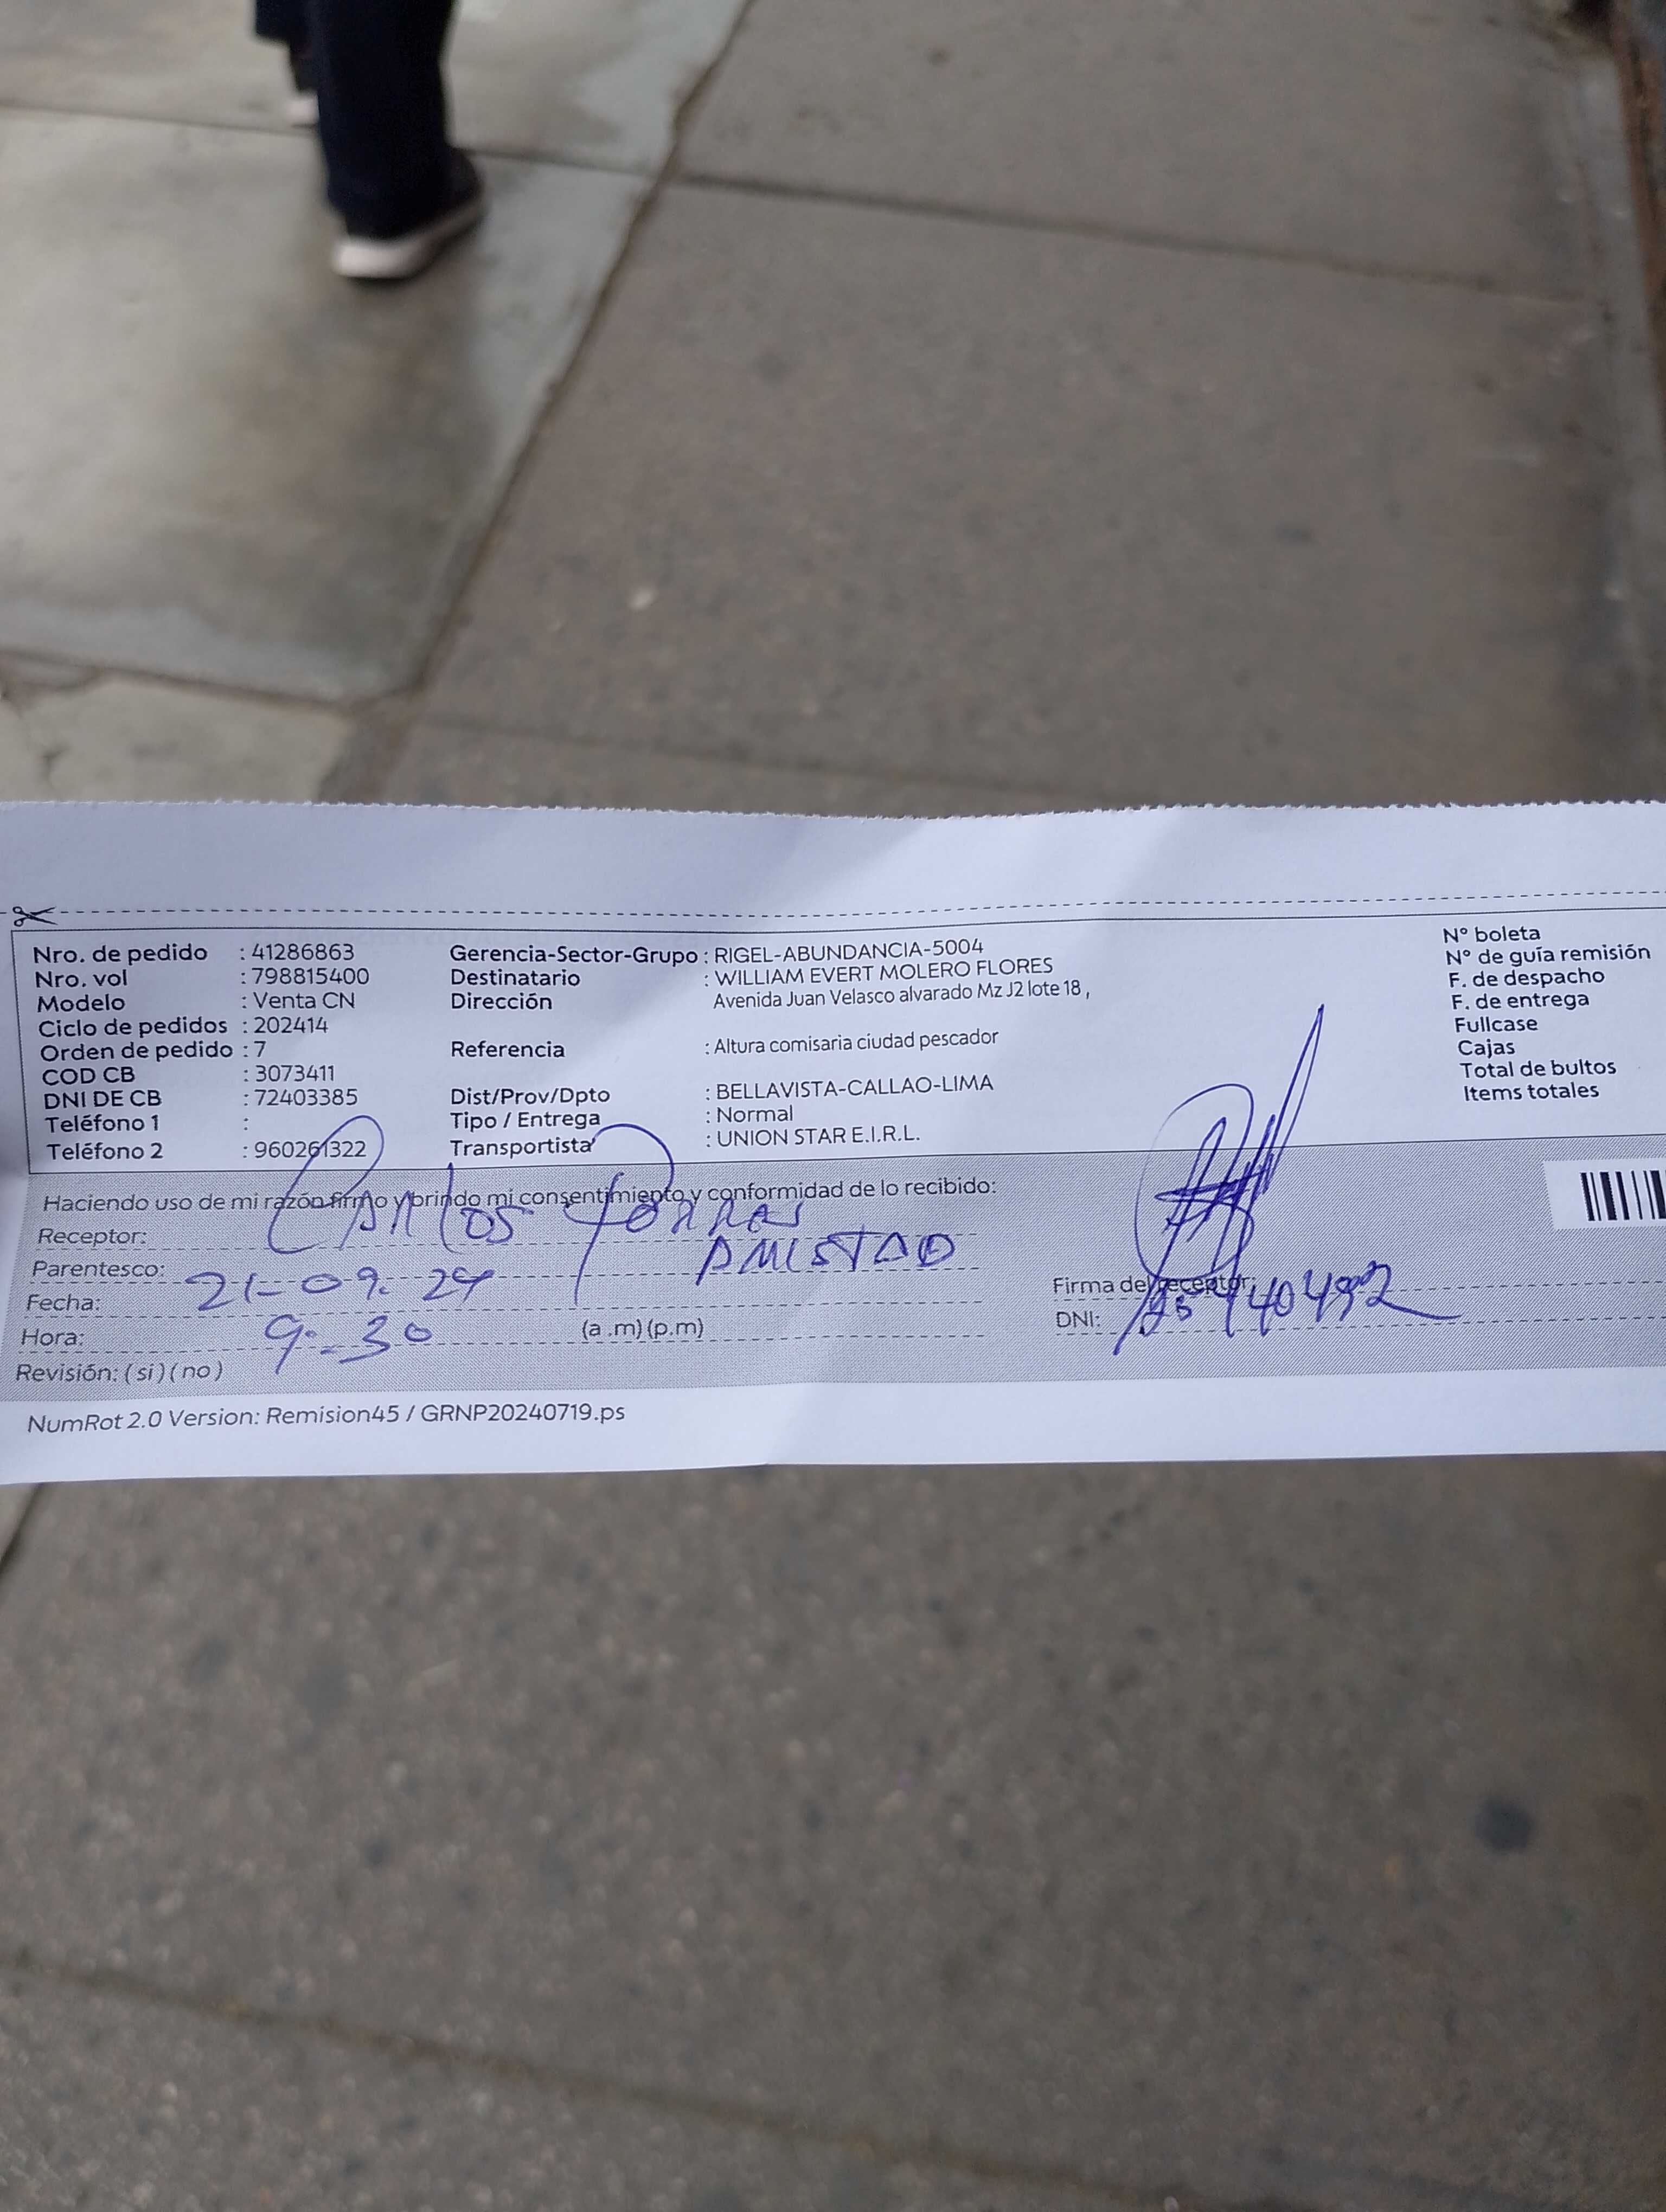 Nro. de pedido : 41286863
Nro. vol : 798815400
Modelo : Venta CN
Ciclo de pedidos : 202414
Orden de pedido : 7
COD CB : 3073411
DNI DE CB : 72403385
Teléfono 1 :
Teléfono 2 : 960261322
Gerencia-Sector-Grupo : RIGEL-ABUNDANCIA-5004
Destinatario : WILLIAM EVERT MOLERO FLORES
Dirección Avenida Juan Velasco alvarado Mz J2 lote 18 ,
Referencia : Altura comisaria ciudad pescador
Dist/Prov/Dpto : BELLAVISTA-CALLAO-LIMA
Tipo / Entrega : Normal
Transportista : UNION STAR E.I.R.L.
N° boleta
N° de guía remisión
F. de despacho
F. de entrega
Fullcase
Cajas
Total de bultos
Items totales
Haciendo uso de mi razón firmo y brindo mi consentimiento y conformidad de lo recibido:
Receptor: CARlos
Parentesco: AMISTAD
Fecha: 21-09-24
Hora: 9-30 (a .m) (p.m)
Revisión: ( si ) ( no )
Firma del receptor:
DNI:
NumRot 2.0 Version: Remision45 / GRNP20240719.ps